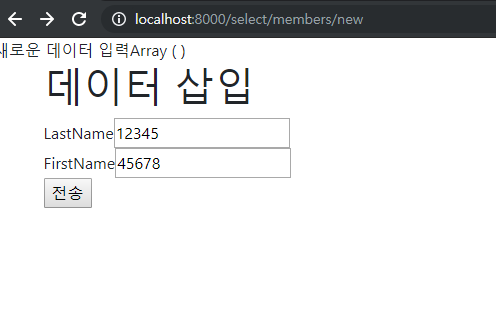 localhost:8000/select/members/new
새로운 데이터 입력Array ( )
데이터 삽입
LastName 12345
FirstName 45678
전송